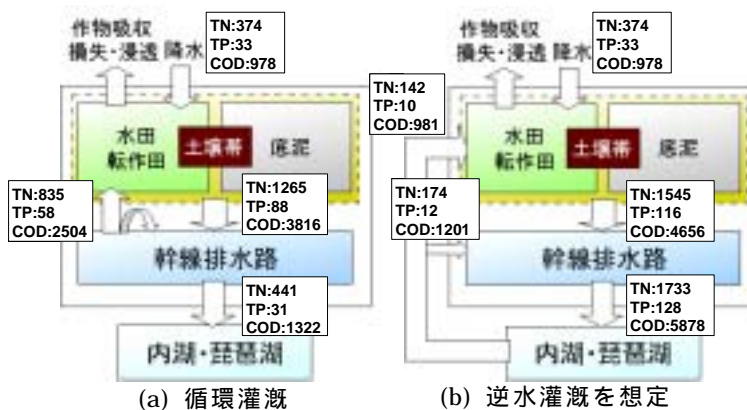 作物吸収
損失・浸透 降水
TN:374
TP:33
COD:978
水田
転作田
土壌帯
底泥
TN:835
TP:58
COD:2504
TN:1265
TP:88
COD:3816
幹線排水路
TN:441
TP:31
COD:1322
内湖・琵琶湖
(a) 循環灌漑
作物吸収
損失・浸透 降水
TN:374
TP:33
COD:978
TN:142
TP:10
COD:981
水田
転作田
土壌帯
底泥
TN:174
TP:12
COD:1201
TN:1545
TP:116
COD:4656
幹線排水路
TN:1733
TP:128
COD:5878
内湖・琵琶湖
(b) 逆水灌漑を想定